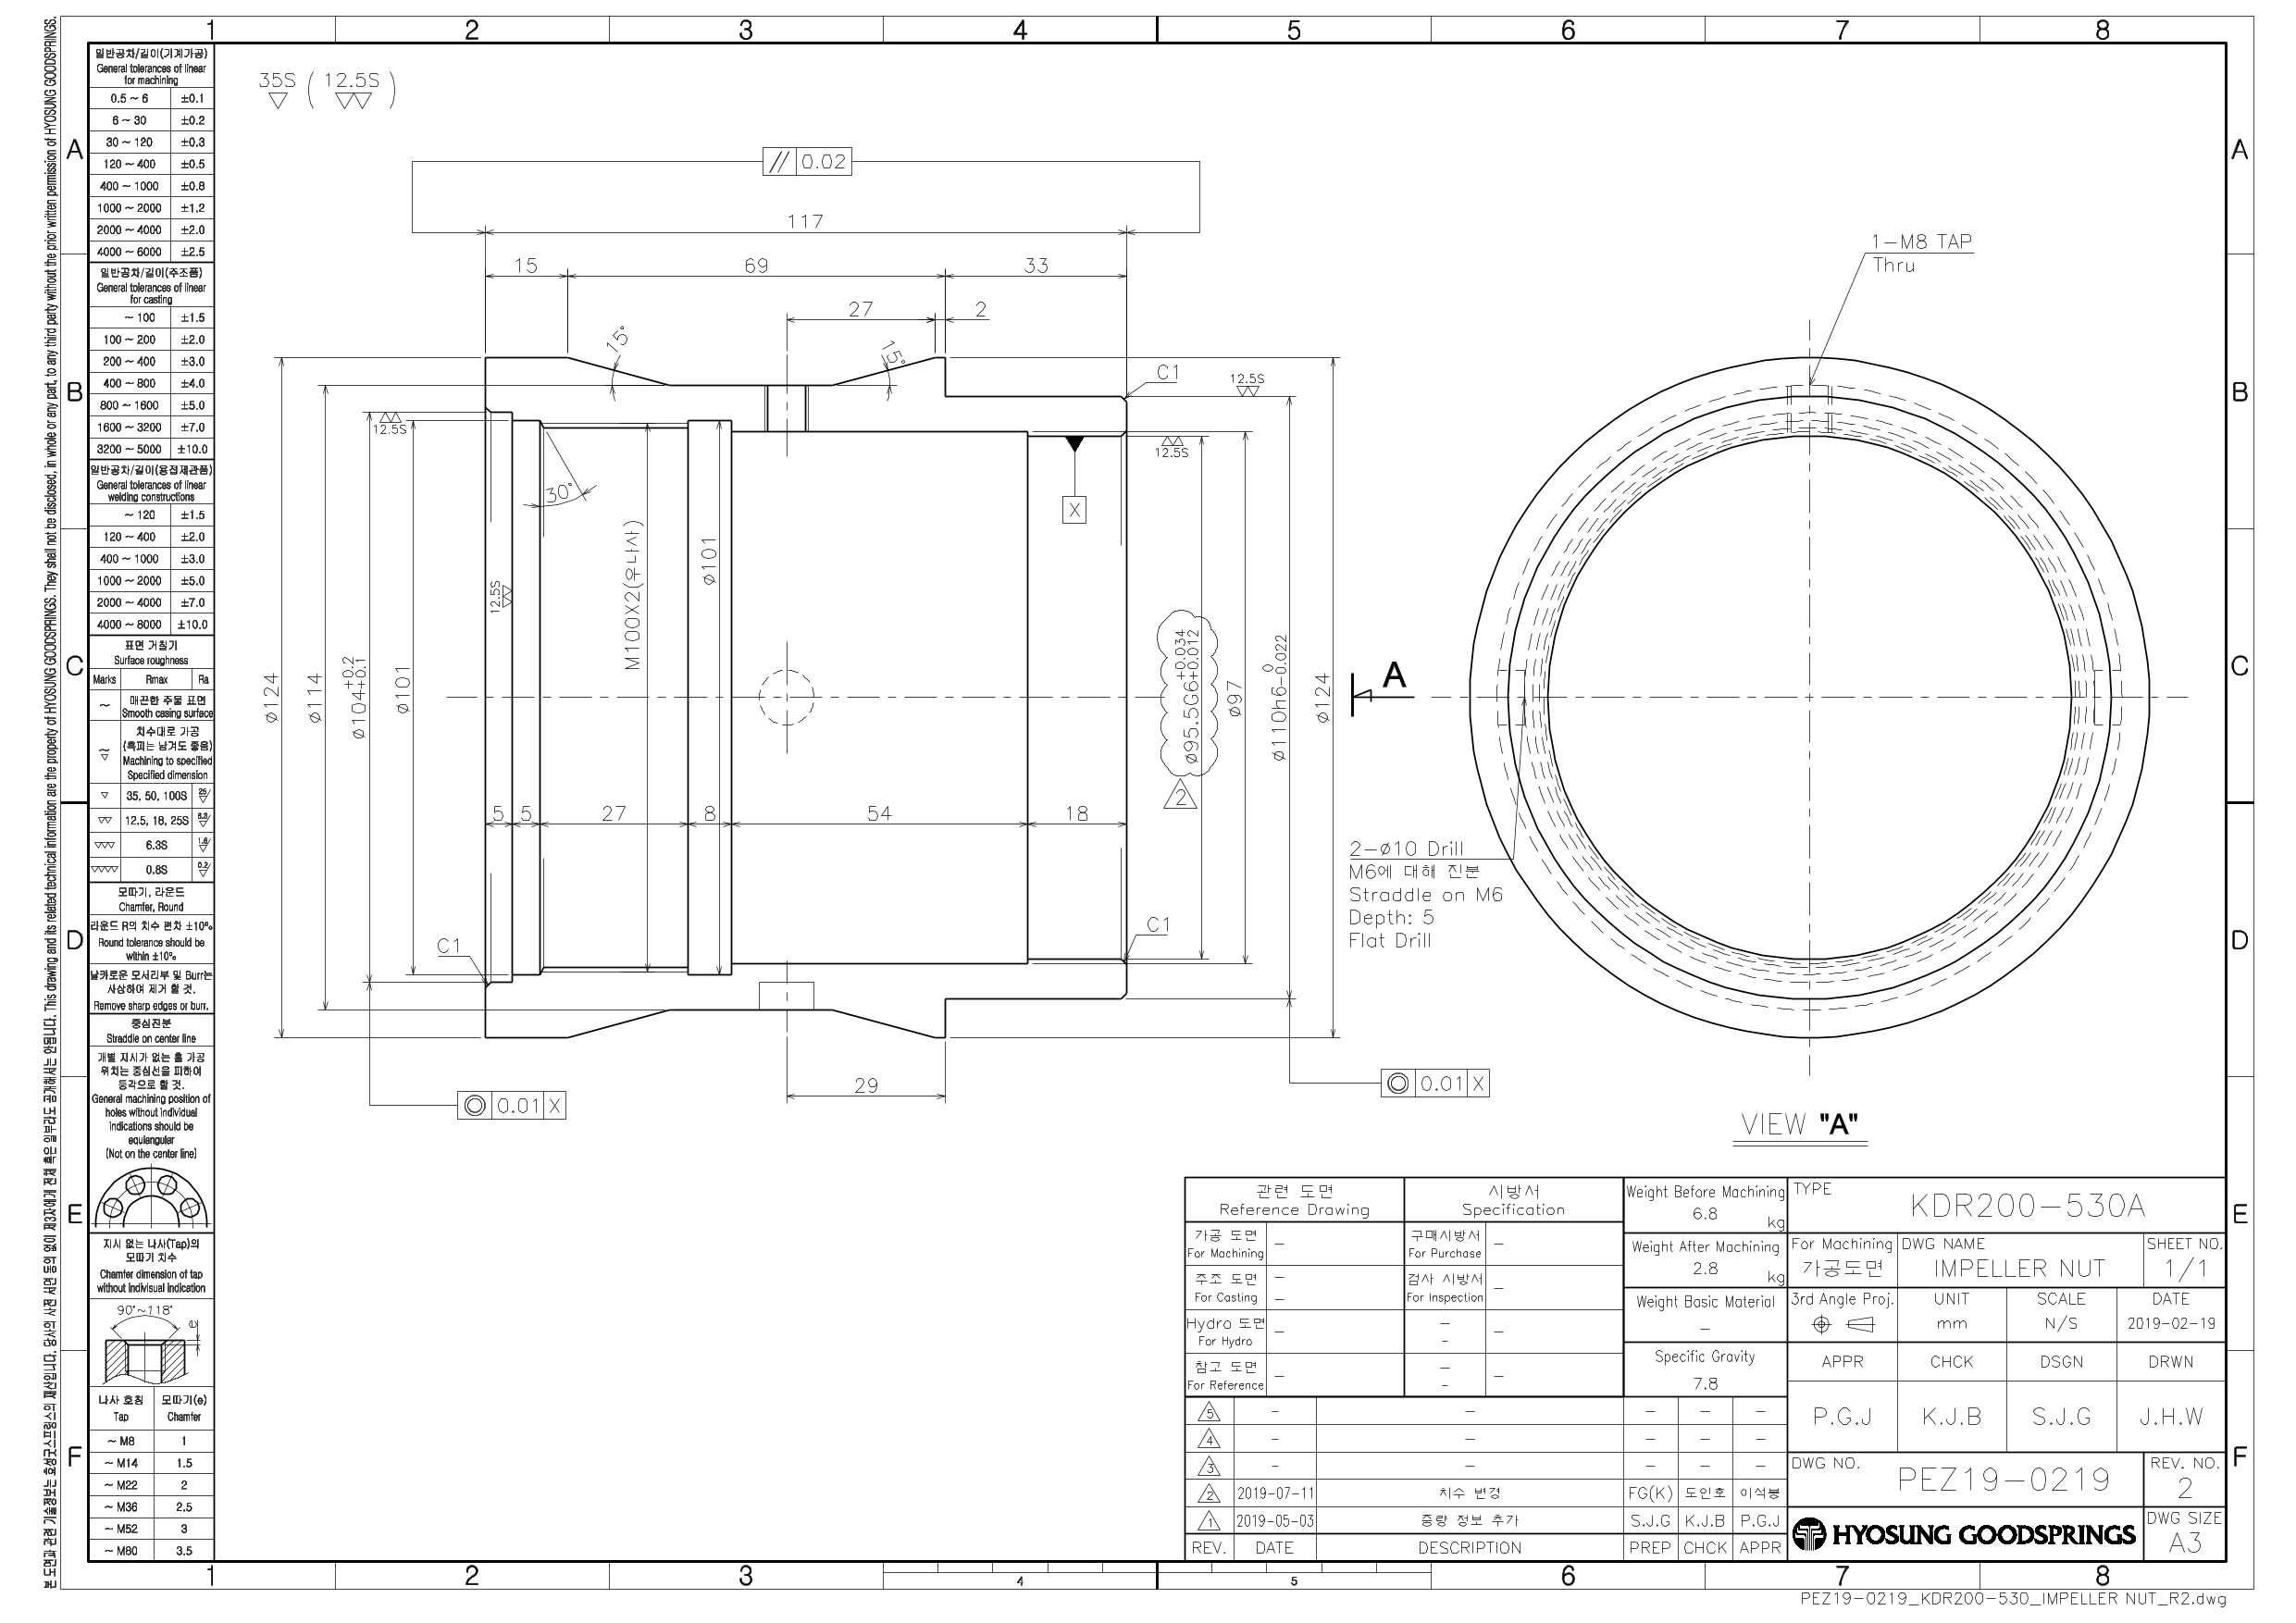 1
2
3
4
5
6
7
8
A
B
C
D
E
F
본 도면과 관련 기술정보는 효성굿스프링스의 재산입니다. 당사의 사전 서면 동의 없이 제3자에게 전체 혹은 일부라도 공개해서는 안됩니다. This drawing and its related technical information are the property of HYOSUNG GOODSPRINGS. They shall not be disclosed, in whole or any part, to any third party without the prior written permission of HYOSUNG GOODSPRINGS.
일반공차/길이(기계가공)
General tolerances of linear
for machining
0.5 ~ 6 ±0.1
6 ~ 30 ±0.2
30 ~ 120 ±0.3
120 ~ 400 ±0.5
400 ~ 1000 ±0.8
1000 ~ 2000 ±1.2
2000 ~ 4000 ±2.0
4000 ~ 6000 ±2.5
일반공차/길이(주조품)
General tolerances of linear
for casting
~ 100 ±1.5
100 ~ 200 ±2.0
200 ~ 400 ±3.0
400 ~ 800 ±4.0
800 ~ 1600 ±5.0
1600 ~ 3200 ±7.0
3200 ~ 5000 ±10.0
일반공차/길이(용접제관품)
General tolerances of linear
welding constructions
~ 120 ±1.5
120 ~ 400 ±2.0
400 ~ 1000 ±3.0
1000 ~ 2000 ±5.0
2000 ~ 4000 ±7.0
4000 ~ 8000 ±10.0
표면 거칠기
Surface roughness
Marks Rmax Ra
~ 매끈한 주물 표면
Smooth casing surface
치수대로 가공
(흑피는 남겨도 좋음)
Machining to specified
Specified dimension
▽ 35, 50, 100S 25
▽▽ 12.5, 18, 25S 6.3
▽▽▽ 6.3S 1.6
▽▽▽▽ 0.8S 0.2
모따기, 라운드
Chamfer, Round
라운드 R의 치수 편차 ±10%
Round tolerance should be
within ±10%
날카로운 모서리부 및 Burr는
사상하여 제거 할 것.
Remove sharp edges or burr.
중심진분
Straddle on center line
개별 지시가 없는 홀 가공
위치는 중심선을 피하여
등각으로 할 것.
General machining position of
holes without individual
indications should be
equiangular
(Not on the center line)
지시 없는 나사(Tap)의
모따기 치수
Chamfer dimension of tap
without indivisual indication
90°~118°
e
나사 호칭 모따기(e)
Tap Chamfer
~ M8 1
~ M14 1.5
~ M22 2
~ M36 2.5
~ M52 3
~ M80 3.5
35S ( 12.5S )
// 0.02
117
15 69 33
27 2
15° 15°
C1
12.5S
12.5S
12.5S
12.5S
30°
X
M100X2(유나사)
ø101
ø124
ø114
ø104+0.2 +0.1
ø101
ø95.5G6+0.034 +0.012
2
ø97
ø110h6 0 -0.022
ø124
5 5 27 8 54 18
C1
C1
29
◎ 0.01 X
◎ 0.01 X
A
1-M8 TAP
Thru
2-ø10 Drill
M6에 대해 진분
Straddle on M6
Depth: 5
Flat Drill
VIEW "A"
관련 도면
Reference Drawing
시방서
Specification
가공 도면
For Machining –
구매시방서
For Purchase –
주조 도면
For Casting – –
검사 시방서
For Inspection –
Hydro 도면
For Hydro –
– – –
참고 도면
For Reference –
– – –
Weight Before Machining
6.8 kg
Weight After Machining
2.8 kg
Weight Basic Material
–
Specific Gravity
7.8
TYPE
KDR200-530A
For Machining
가공도면
DWG NAME
IMPELLER NUT
SHEET NO.
1/1
3rd Angle Proj.
UNIT
mm
SCALE
N/S
DATE
2019-02-19
APPR CHCK DSGN DRWN
P.G.J K.J.B S.J.G J.H.W
DWG NO.
PEZ19-0219
REV. NO.
2
HYOSUNG GOODSPRINGS
DWG SIZE
A3
5 – – – – –
4 – – – – –
3 – – – – –
2 2019-07-11 치수 변경 FG(K) 도인호 이석봉
1 2019-05-03 중량 정보 추가 S.J.G K.J.B P.G.J
REV. DATE DESCRIPTION PREP CHCK APPR
1
2
3
4
5
6
7
8
A
B
C
D
E
F
PEZ19-0219_KDR200-530_IMPELLER NUT_R2.dwg